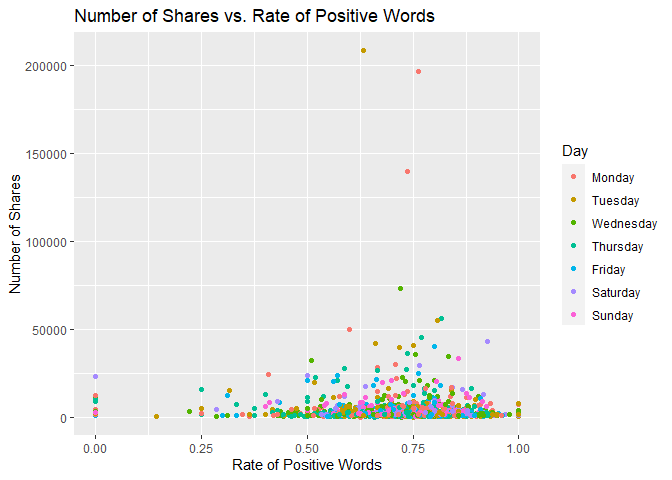 Number of Shares vs. Rate of Positive Words
Number of Shares
200000
150000
100000
50000
0
0.00 0.25 0.50 0.75 1.00
Rate of Positive Words
Day
Monday
Tuesday
Wednesday
Thursday
Friday
Saturday
Sunday